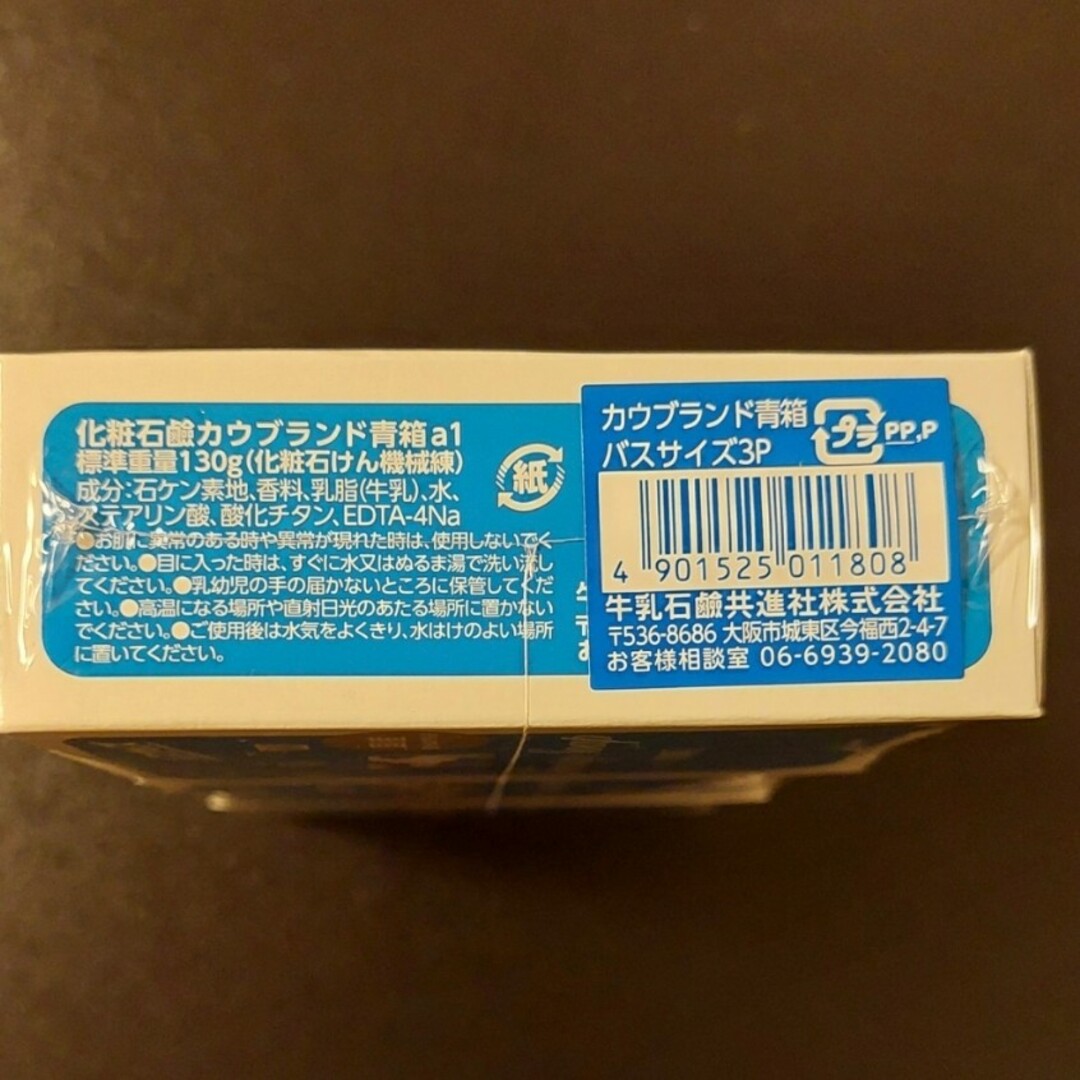 化粧石鹼カウブランド青箱a1
標準重量130g(化粧石けん機械練)
成分:石ケン素地、香料、乳脂(牛乳)、水、
ステアリン酸、酸化チタン、EDTA-4Na
●お肌に異常のある時や異常が現れた時は、使用しないでく
ださい。●目に入った時は、すぐに水又はぬるま湯で洗い流し
てください。●乳幼児の手の届かないところに保管してくだ
さい。●高温になる場所や直射日光のあたる場所に置かない
でください。●ご使用後は水気をよくきり、水はけのよい場所
に置いてください。
紙
カウブランド青箱
バスサイズ3P
プラ PP,P
4 901525 011808
牛乳石鹼共進社株式会社
〒536-8686 大阪市城東区今福西2-4-7
お客様相談室 06-6939-2080